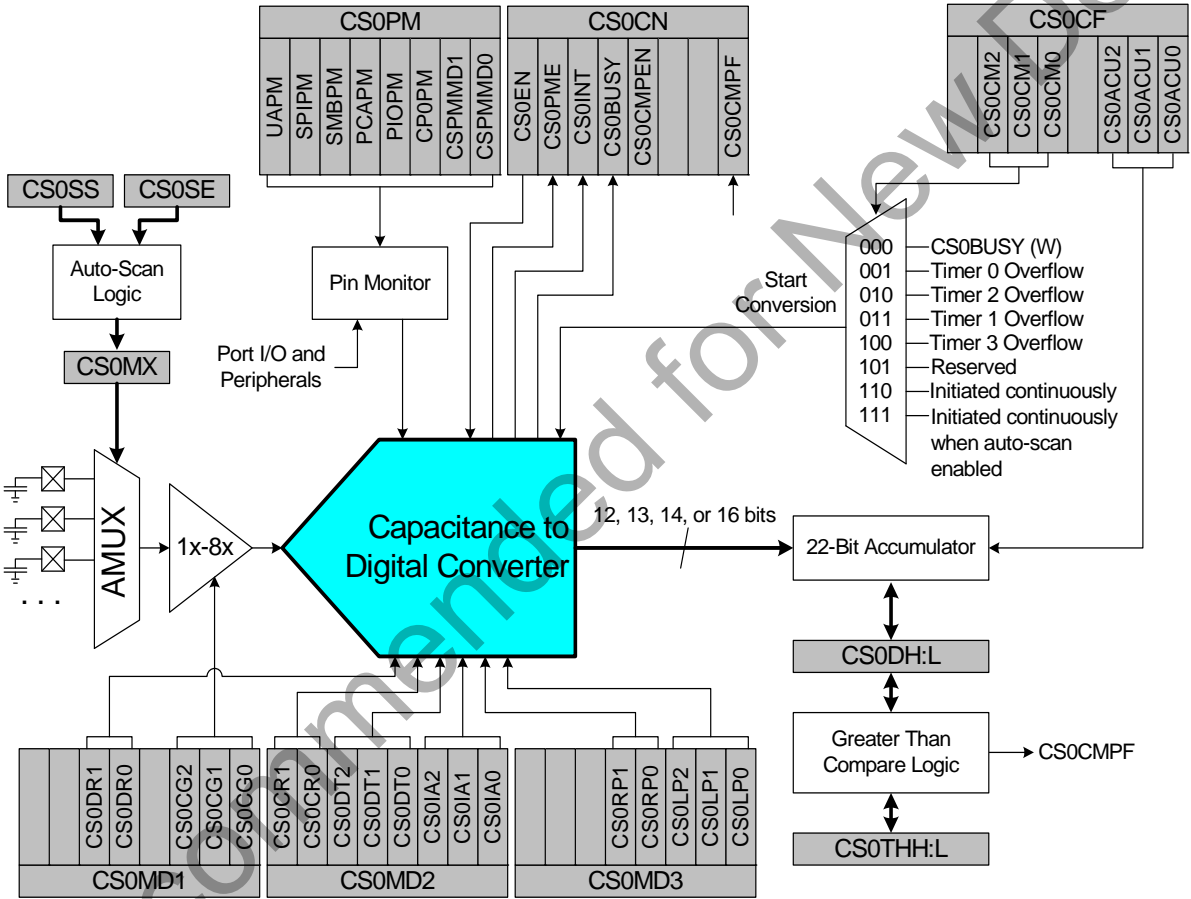 CS0PM
CS0CN
CS0CF
UAPM
SPIPM
SMBPM
PCAPM
PIOPM
CP0PM
CSPMMD1
CSPMMD0
CS0EN
CS0PME
CS0INT
CS0BUSY
CS0CMPEN
CS0CMPF
CS0CM2
CS0CM1
CS0CM0
CS0ACU2
CS0ACU1
CS0ACU0
CS0SS
CS0SE
Auto-Scan
Logic
CS0MX
Pin Monitor
Port I/O and
Peripherals
Start
Conversion
000
001
010
011
100
101
110
111
CS0BUSY (W)
Timer 0 Overflow
Timer 2 Overflow
Timer 1 Overflow
Timer 3 Overflow
Reserved
Initiated continuously
Initiated continuously
when auto-scan
enabled
AMUX
. . .
1x-8x
Capacitance to
Digital Converter
12, 13, 14, or 16 bits
22-Bit Accumulator
CS0DH:L
Greater Than
Compare Logic
CS0CMPF
CS0THH:L
CS0DR1
CS0DR0
CS0CG2
CS0CG1
CS0CG0
CS0MD1
CS0CR1
CS0CR0
CS0DT2
CS0DT1
CS0DT0
CS0IA2
CS0IA1
CS0IA0
CS0MD2
CS0RP1
CS0RP0
CS0LP2
CS0LP1
CS0LP0
CS0MD3
commended for New De